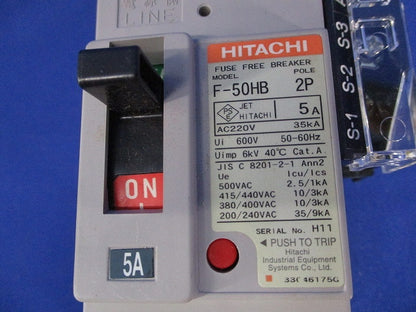 LINE
HITACHI
FUSE FREE BREAKER
MODEL POLE
F-50HB 2P
PS E JET HITACHI 5A
AC220V 35kA
Ui 600V 50-60Hz
Uimp 6kV 40℃ Cat.A
JIS C 8201-2-1 Ann2
Ue Icu/Ics
500VAC 2.5/1kA
415/440VAC 10/3kA
380/400VAC 10/3kA
200/240VAC 35/9kA
SERIAL No. H11
◀ PUSH TO TRIP
Hitachi
Industrial Equipment
Systems Co., Ltd.
ON
5A
S-1 S-2 S-3